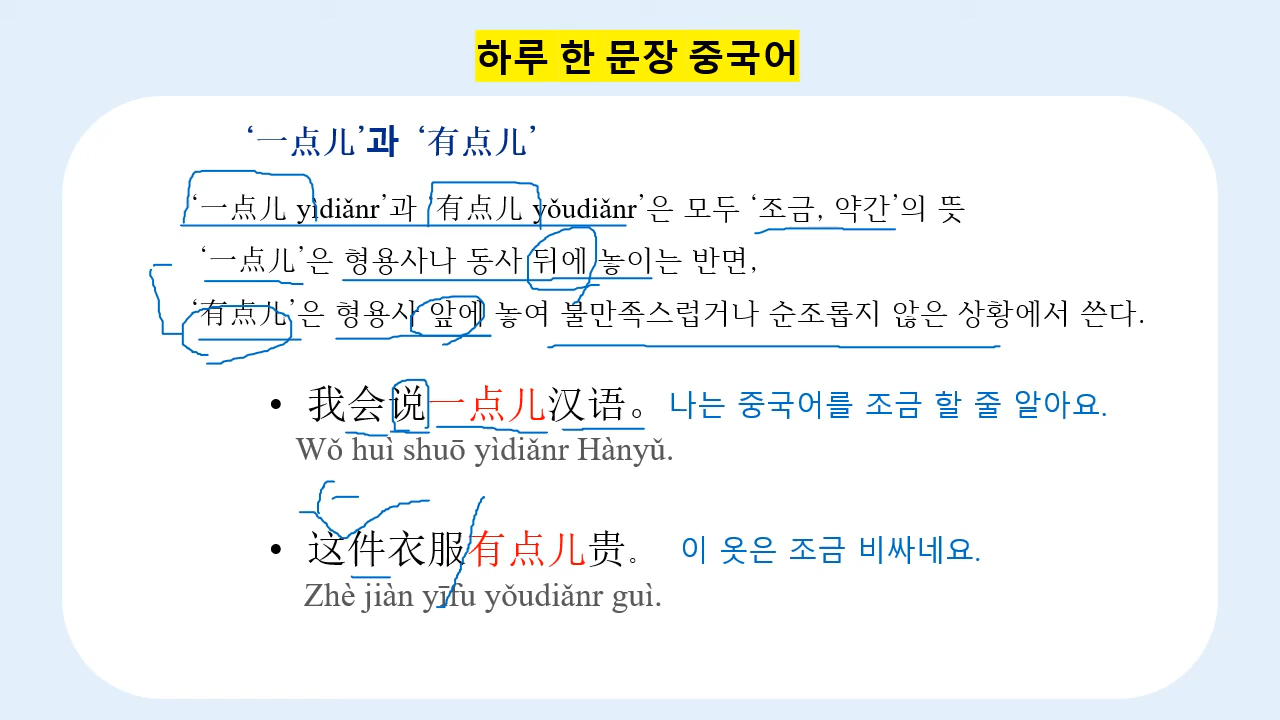 하루 한 문장 중국어
‘一点儿’과 ‘有点儿’
‘一点儿 yìdiǎnr’과 ‘有点儿 yǒudiǎnr’은 모두 ‘조금, 약간’의 뜻
‘一点儿’은 형용사나 동사 뒤에 놓이는 반면,
‘有点儿’은 형용사 앞에 놓여 불만족스럽거나 순조롭지 않은 상황에서 쓴다.
• 我会说一点儿汉语。 나는 중국어를 조금 할 줄 알아요.
Wǒ huì shuō yìdiǎnr Hànyǔ.
• 这件衣服有点儿贵。 이 옷은 조금 비싸네요.
Zhè jiàn yīfu yǒudiǎnr guì.